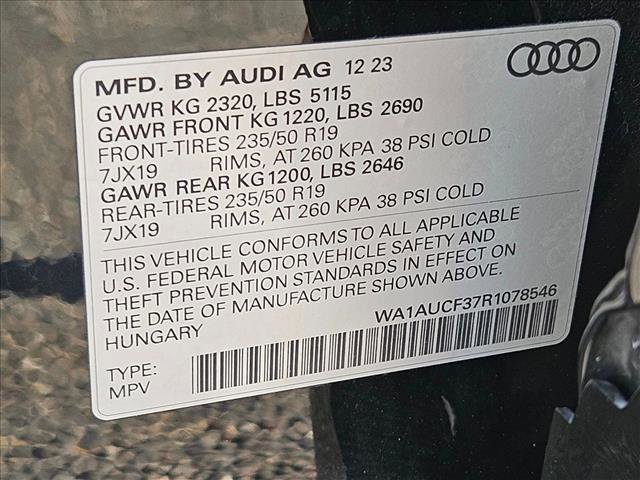 MFD. BY AUDI AG 12 23
GVWR KG 2320, LBS 5115
GAWR FRONT KG 1220, LBS 2690
FRONT-TIRES 235/50 R19
7JX19 RIMS, AT 260 KPA 38 PSI COLD
GAWR REAR KG 1200, LBS 2646
REAR-TIRES 235/50 R19
7JX19 RIMS, AT 260 KPA 38 PSI COLD
THIS VEHICLE CONFORMS TO ALL APPLICABLE
U.S. FEDERAL MOTOR VEHICLE SAFETY AND
THEFT PREVENTION STANDARDS IN EFFECT ON
THE DATE OF MANUFACTURE SHOWN ABOVE.
HUNGARY WA1AUCF37R1078546
TYPE:
MPV